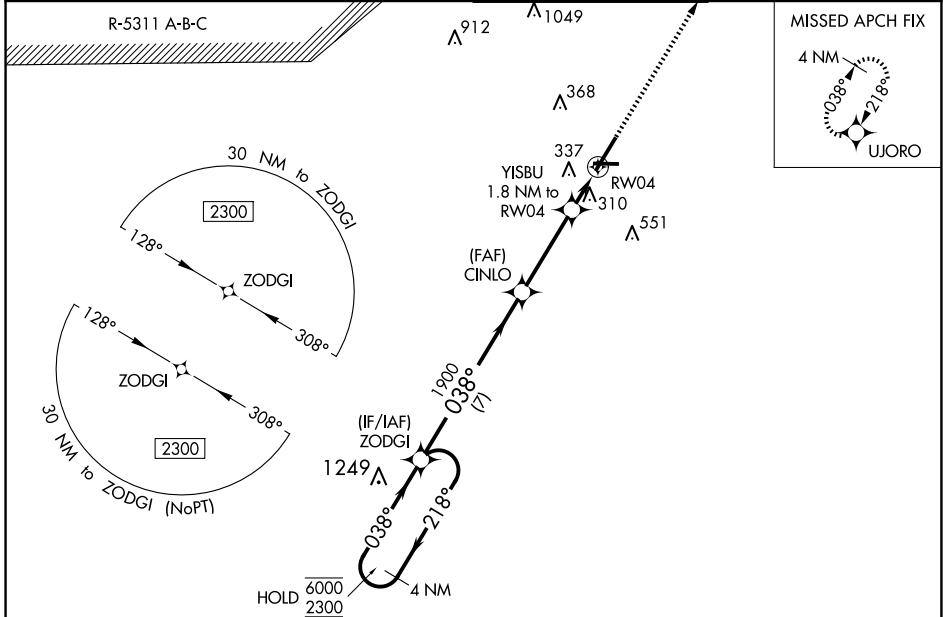 R-5311 A-B-C
912
1049
368
337
YISBU
1.8 NM to
RW04
RW04
310
551
MISSED APCH FIX
4 NM
038°
218°
UJORO
30 NM to ZODGI
2300
128°
ZODGI
308°
128°
ZODGI
308°
2300
30 NM to ZODGI (NoPT)
(FAF)
CINLO
1900
038°
(7)
(IF/IAF)
ZODGI
1249
038°
218°
4 NM
HOLD 6000
2300